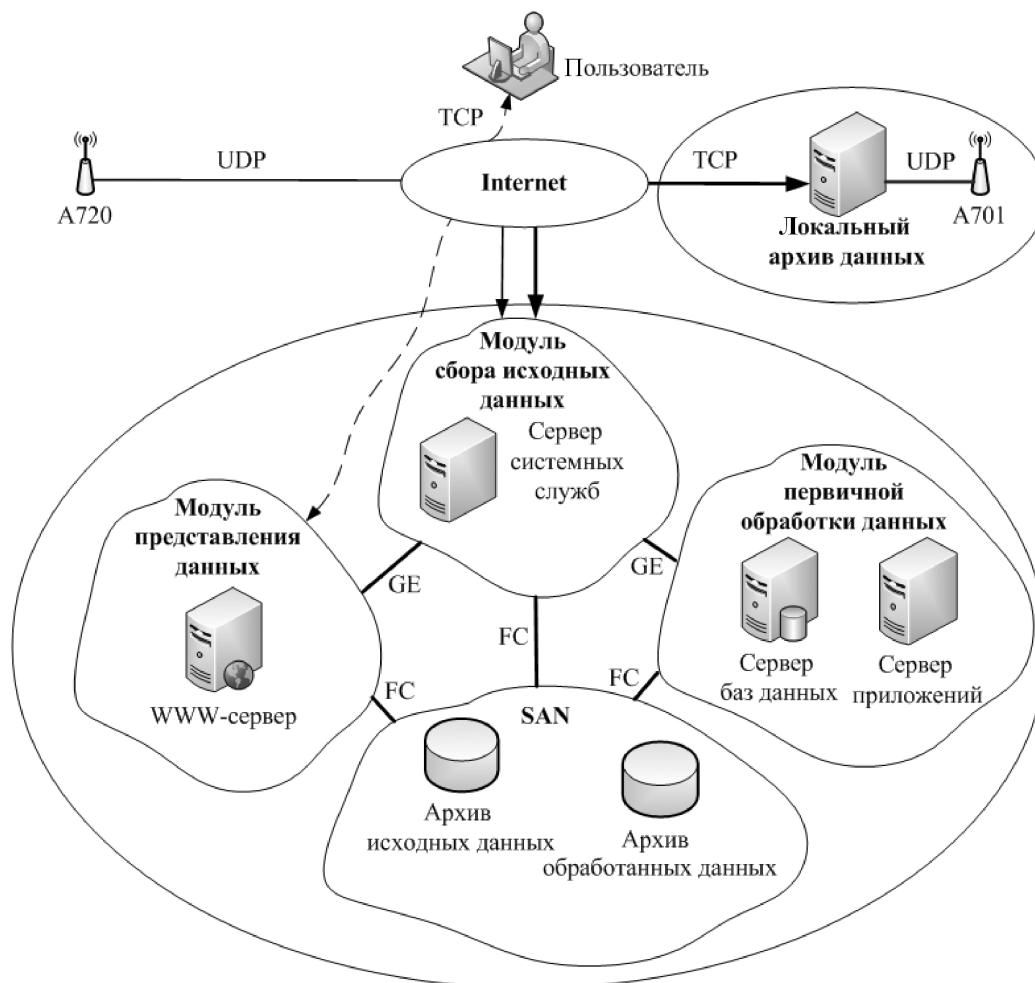 Пользователь
TCP
UDP
Internet
TCP
UDP
A720
A701
Локальный
архив данных
Модуль
сбора исходных
данных
Сервер
системных
служб
Модуль
представления
данных
WWW-сервер
Модуль
первичной
обработки данных
Сервер
баз данных
Сервер
приложений
GE
GE
FC
FC
FC
SAN
Архив
исходных данных
Архив
обработанных данных